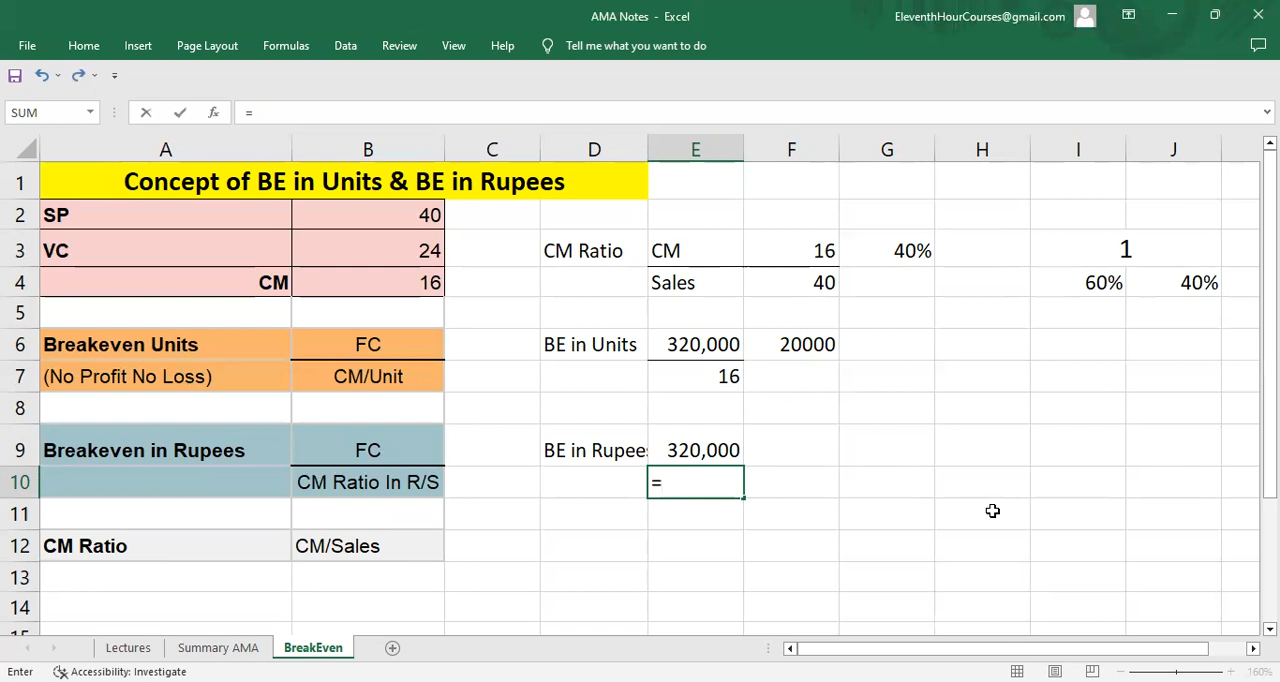 AMA Notes - Excel
EleventhHourCourses@gmail.com
File Home Insert Page Layout Formulas Data Review View Help Tell me what you want to do
SUM fx =
A B C D E F G H I J
1 Concept of BE in Units & BE in Rupees
2 SP 40
3 VC 24 CM Ratio CM 16 40% 1
4 CM 16 Sales 40 60% 40%
5
6 Breakeven Units FC BE in Units 320,000 20000
7 (No Profit No Loss) CM/Unit 16
8
9 Breakeven in Rupees FC BE in Rupees 320,000
10 CM Ratio In R/S =
11
12 CM Ratio CM/Sales
13
14
15
Lectures Summary AMA BreakEven
Enter Accessibility: Investigate 160%